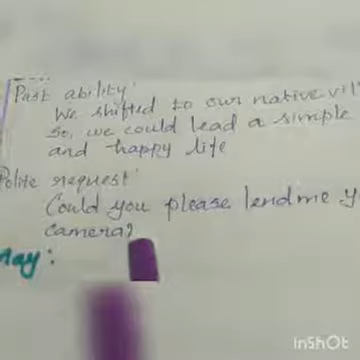 Past ability'
We shifted to our native vil
So, we could lead a simple
and happy life
Polite request'
Could you please lend me y
camera?
May:
InShOt